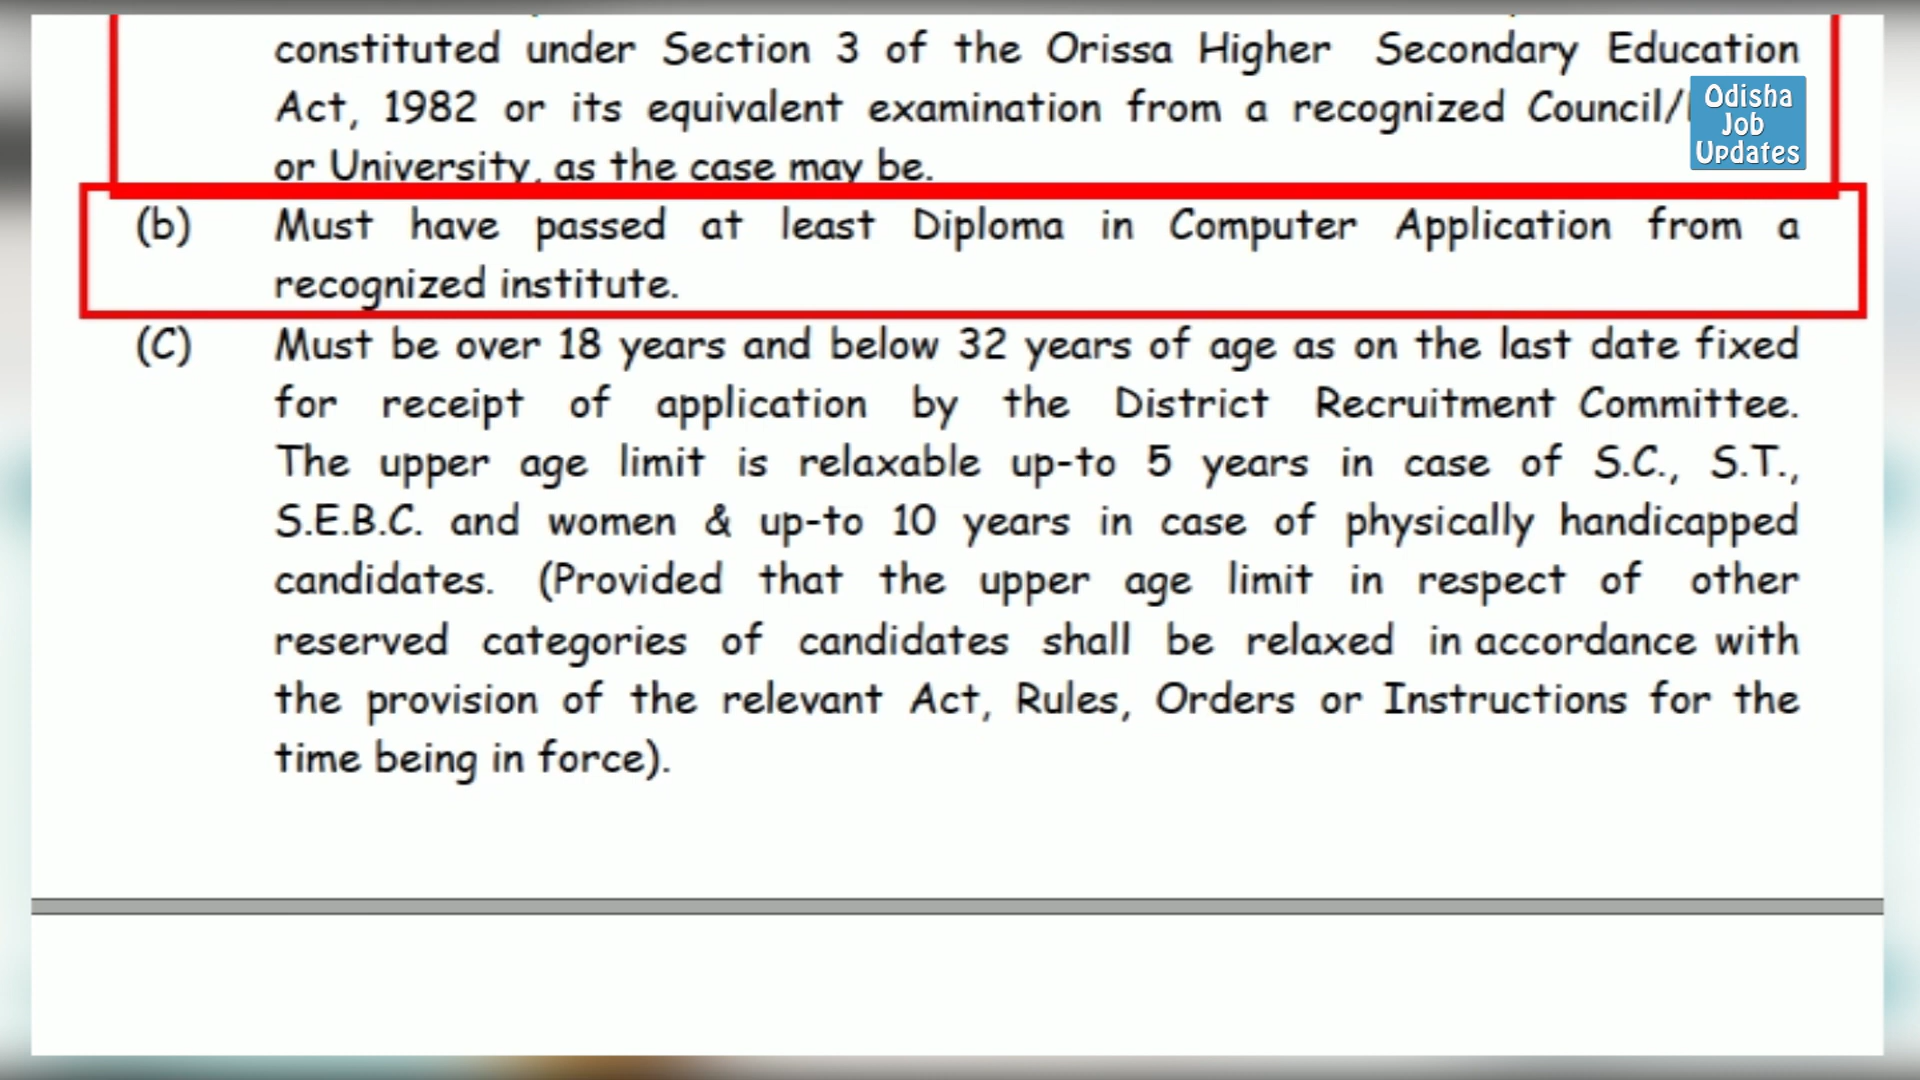 constituted under Section 3 of the Orissa Higher Secondary Education
Act, 1982 or its equivalent examination from a recognized Council/
or University, as the case may be.
Odisha
Job
Updates
(b) Must have passed at least Diploma in Computer Application from a
recognized institute.
(C) Must be over 18 years and below 32 years of age as on the last date fixed
for receipt of application by the District Recruitment Committee.
The upper age limit is relaxable up-to 5 years in case of S.C., S.T.,
S.E.B.C. and women & up-to 10 years in case of physically handicapped
candidates. (Provided that the upper age limit in respect of other
reserved categories of candidates shall be relaxed in accordance with
the provision of the relevant Act, Rules, Orders or Instructions for the
time being in force).